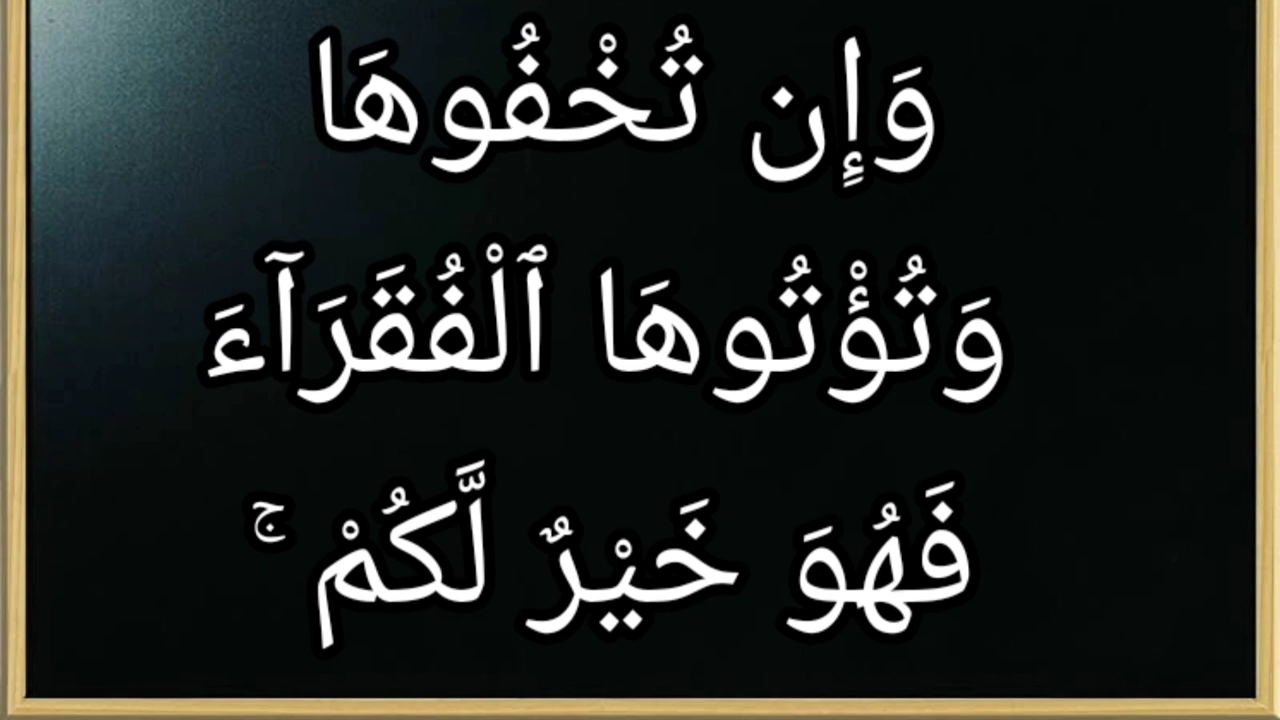 وَإِن تُخْفُوهَا
وَتُؤْتُوهَا ٱلْفُقَرَآءَ
فَهُوَ خَيْرٌ لَّكُمْ ۚ